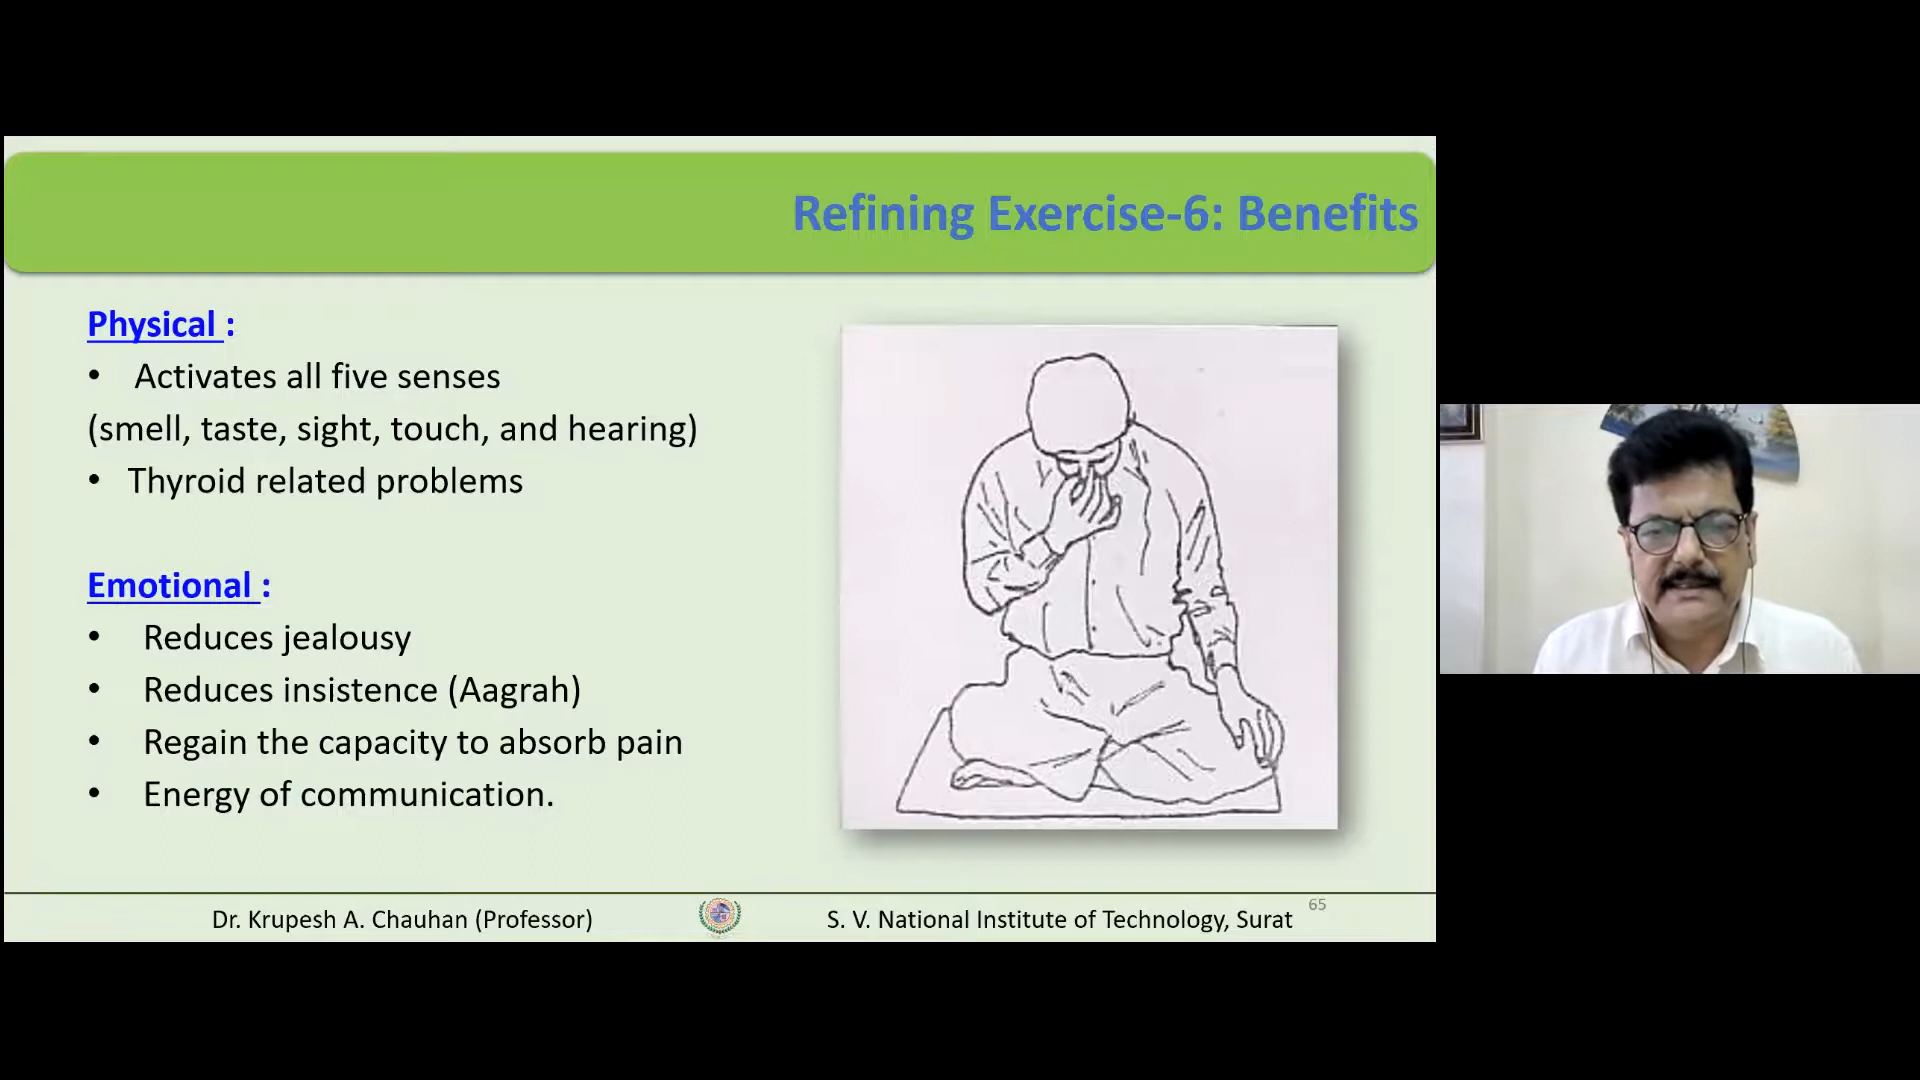 Refining Exercise-6: Benefits
Physical :
• Activates all five senses
(smell, taste, sight, touch, and hearing)
• Thyroid related problems
Emotional :
• Reduces jealousy
• Reduces insistence (Aagrah)
• Regain the capacity to absorb pain
• Energy of communication.
Dr. Krupesh A. Chauhan (Professor)
S. V. National Institute of Technology, Surat
65